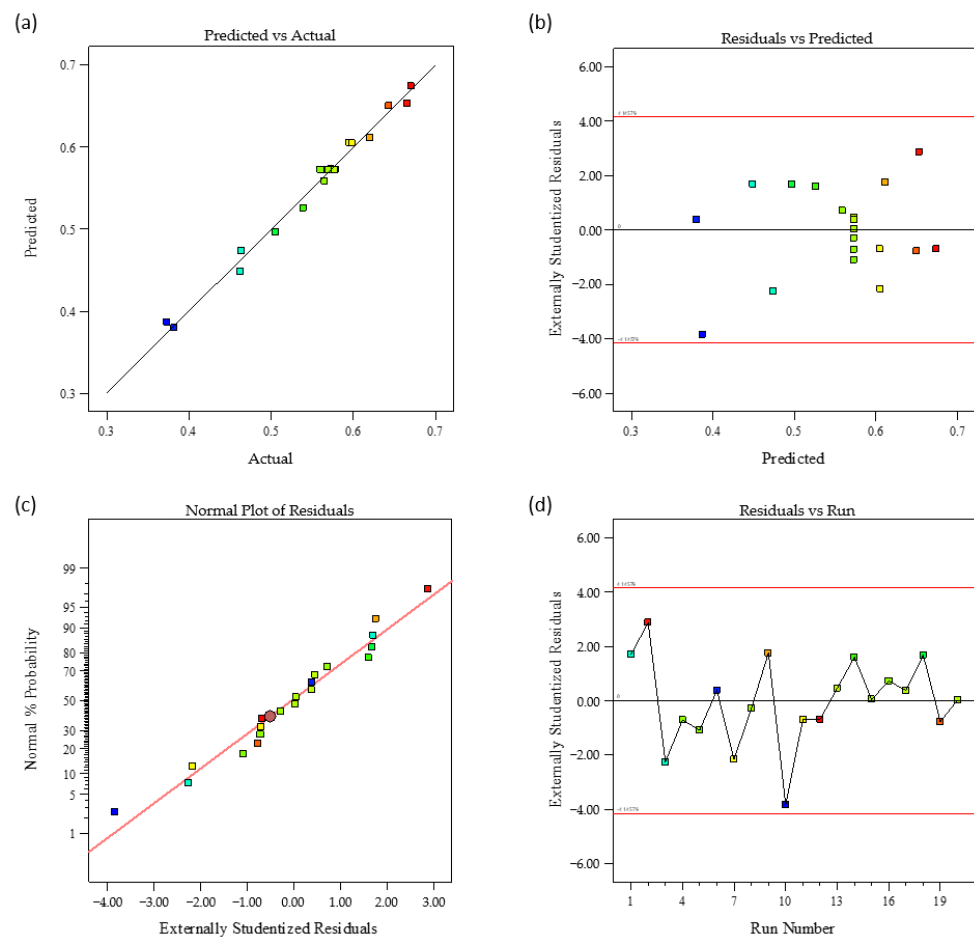 (a)
Predicted vs Actual
0.7
0.6
0.5
0.4
0.3
Predicted
0.3 0.4 0.5 0.6 0.7
Actual
(b)
Residuals vs Predicted
6.00
4.00
2.00
0.00
−2.00
−4.00
−6.00
0
Externally Studentized Residuals
0.3 0.4 0.5 0.6 0.7
Predicted
(c)
Normal Plot of Residuals
99
95
90
80
70
50
30
20
10
5
1
Normal % Probability
−4.00 −3.00 −2.00 −1.00 0.00 1.00 2.00 3.00
Externally Studentized Residuals
(d)
Residuals vs Run
6.00
4.00
2.00
0.00
−2.00
−4.00
−6.00
0
Externally Studentized Residuals
1 4 7 10 13 16 19
Run Number